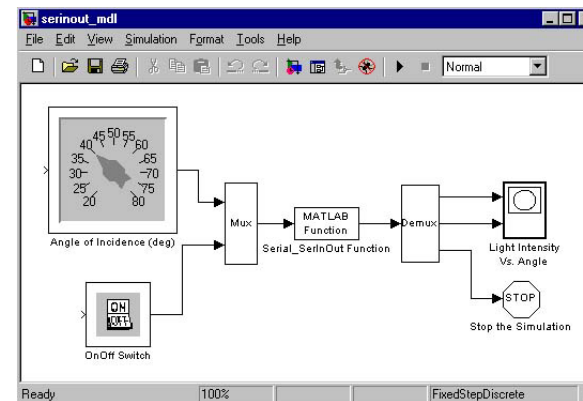 serinout_mdl
File Edit View Simulation Format Tools Help
Normal
20 25 30 35 40 45 50 55 60 65 70 75 80
Angle of Incidence (deg)
ON
OFF
OnOff Switch
Mux
MATLAB
Function
Serial_SerInOut Function
Demux
Light Intensity
Vs. Angle
STOP
Stop the Simulation
Ready 100% FixedStepDiscrete